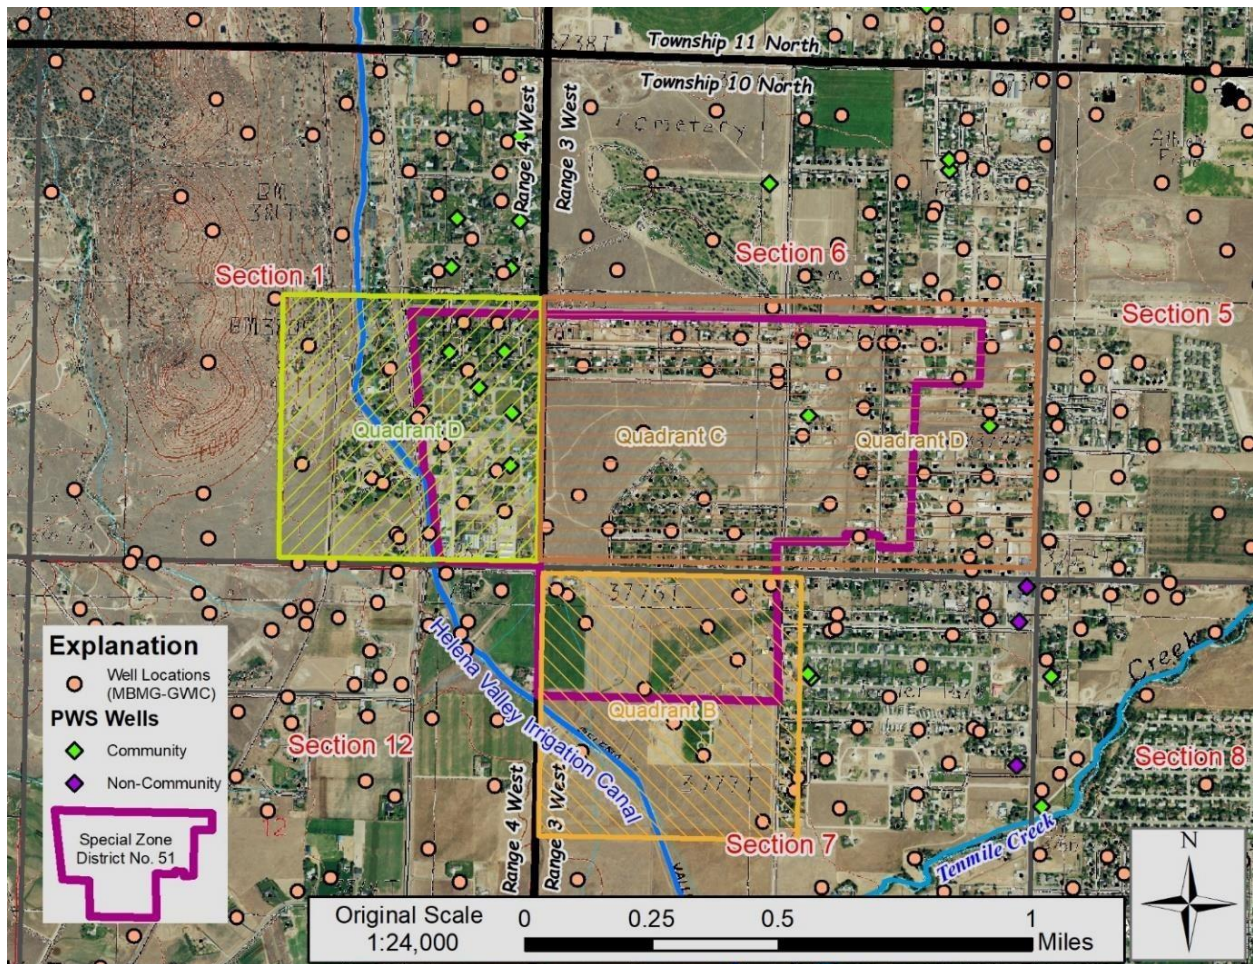 Township 11 North
Township 10 North
Range 4 West
Range 3 West
Cemetery
Section 6
Section 1
Section 5
Quadrant D
Quadrant C
Quadrant D
3776T
Creek
Helena Valley Irrigation Canal
Quadrant B
3777T
Section 12
Section 8
12
Section 7
Range 4 West
Range 3 West
Tenmile Creek
Explanation
Well Locations
(MBMG-GWIC)
PWS Wells
Community
Non-Community
Special Zone
District No. 51
Original Scale
1:24,000
0
0.25
0.5
1
Miles
N